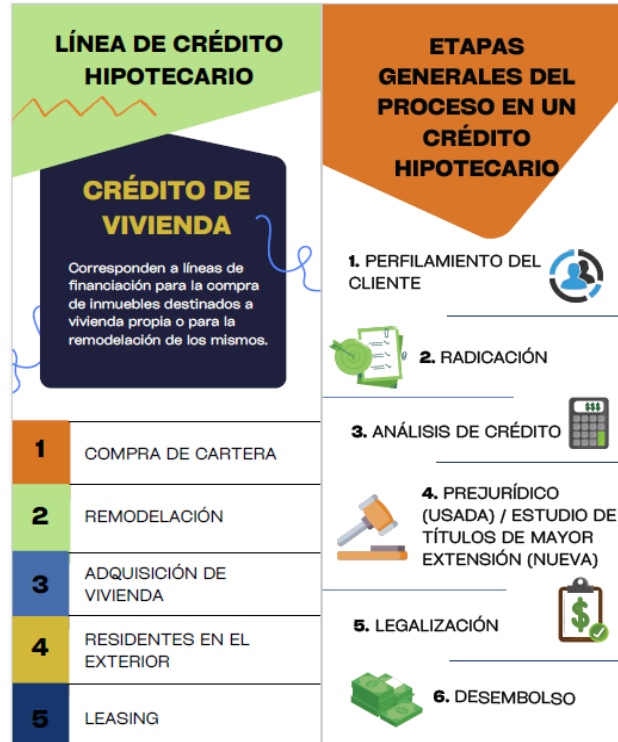 LÍNEA DE CRÉDITO
HIPOTECARIO
CRÉDITO DE
VIVIENDA
Corresponden a líneas de
financiación para la compra
de inmuebles destinados a
vivienda propia o para la
remodelación de los mismos.
1
COMPRA DE CARTERA
2
REMODELACIÓN
3
ADQUISICIÓN DE
VIVIENDA
4
RESIDENTES EN EL
EXTERIOR
5
LEASING
ETAPAS
GENERALES DEL
PROCESO EN UN
CRÉDITO
HIPOTECARIO
1. PERFILAMIENTO DEL
CLIENTE
2. RADICACIÓN
3. ANÁLISIS DE CRÉDITO
$$$
4. PREJURÍDICO
(USADA) / ESTUDIO DE
TÍTULOS DE MAYOR
EXTENSIÓN (NUEVA)
5. LEGALIZACIÓN
$
6. DESEMBOLSO